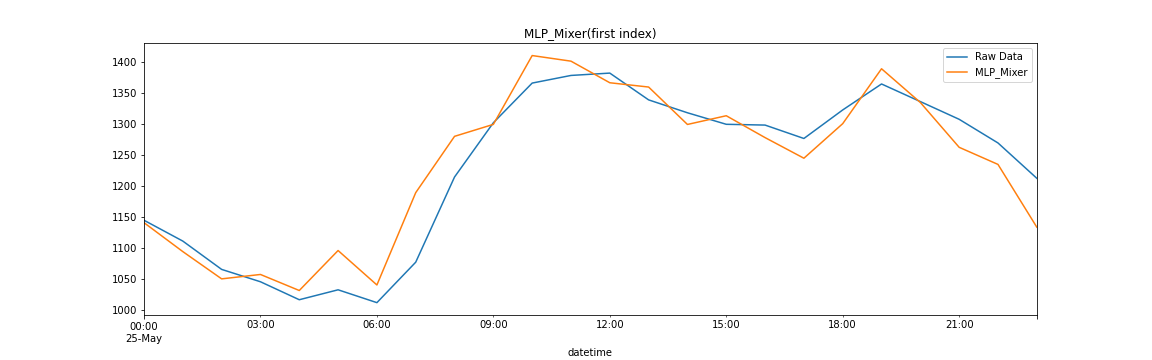 MLP_Mixer(first index)
Raw Data
MLP_Mixer
1400
1350
1300
1250
1200
1150
1100
1050
1000
00:00 03:00 06:00 09:00 12:00 15:00 18:00 21:00
25-May
datetime